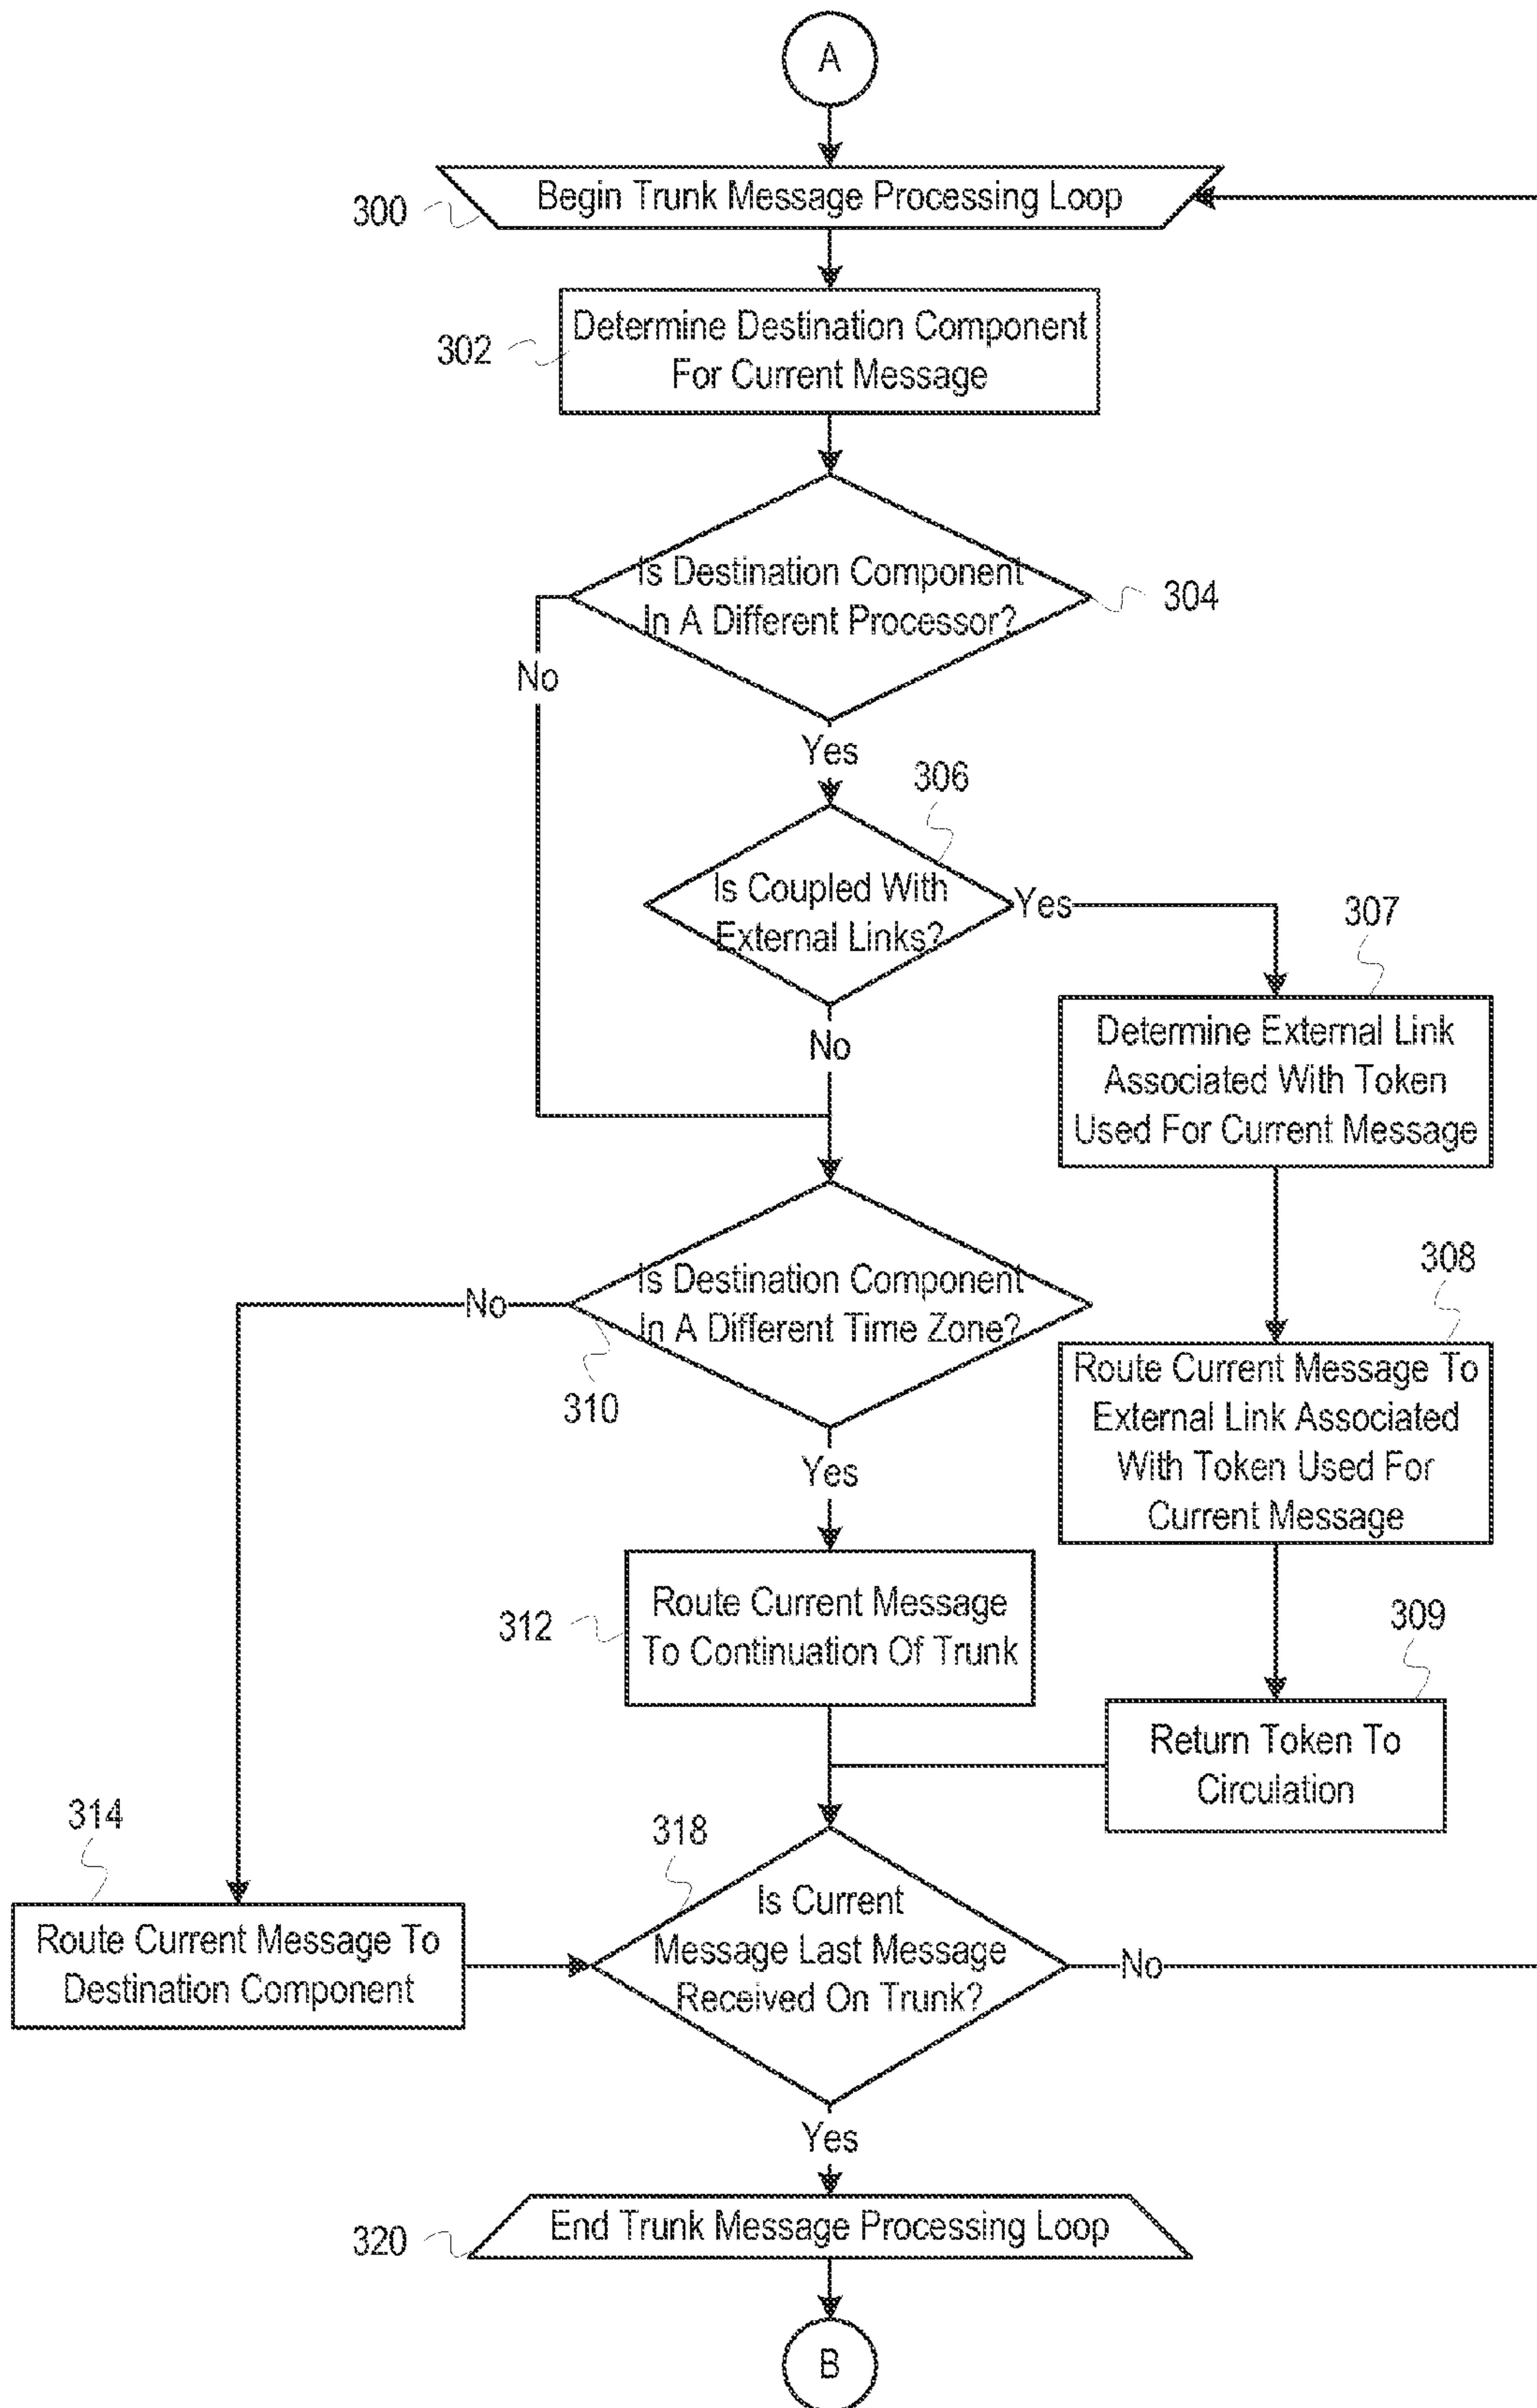 A
Begin Trunk Message Processing Loop
300
Determine Destination Component
For Current Message
302
Is Destination Component
In A Different Processor?
304
No
Yes
306
Is Coupled With
External Links?
Yes
307
No
Determine External Link
Associated With Token
Used For Current Message
308
Is Destination Component
In A Different Time Zone?
No
310
Yes
Route Current Message To
External Link Associated
With Token Used For
Current Message
309
Route Current Message
To Continuation Of Trunk
312
Return Token To
Circulation
314
318
Is Current
Message Last Message
Received On Trunk?
Route Current Message To
Destination Component
No
Yes
End Trunk Message Processing Loop
320
B